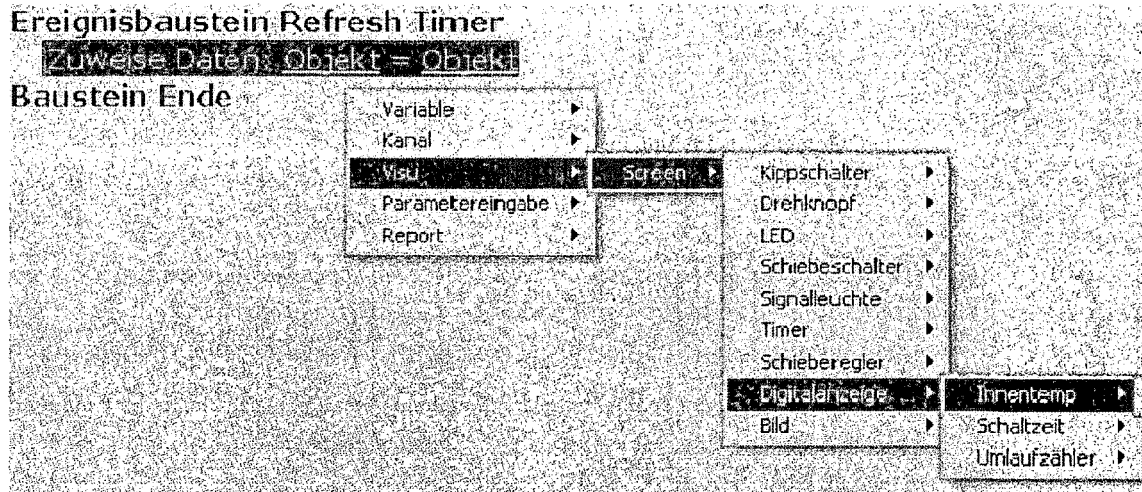 Ereignisbaustein Refresh Timer
Zuweise Daten: Objekt = Objekt
Baustein Ende
Variable
Kanal
Visu
Parametereingabe
Report
Screen
Kippschalter
Drehknopf
LED
Schiebeschalter
Signalleuchte
Timer
Schieberegler
Digitalanzeige
Bild
Innentemp
Schaltzeit
Umlaufzähler